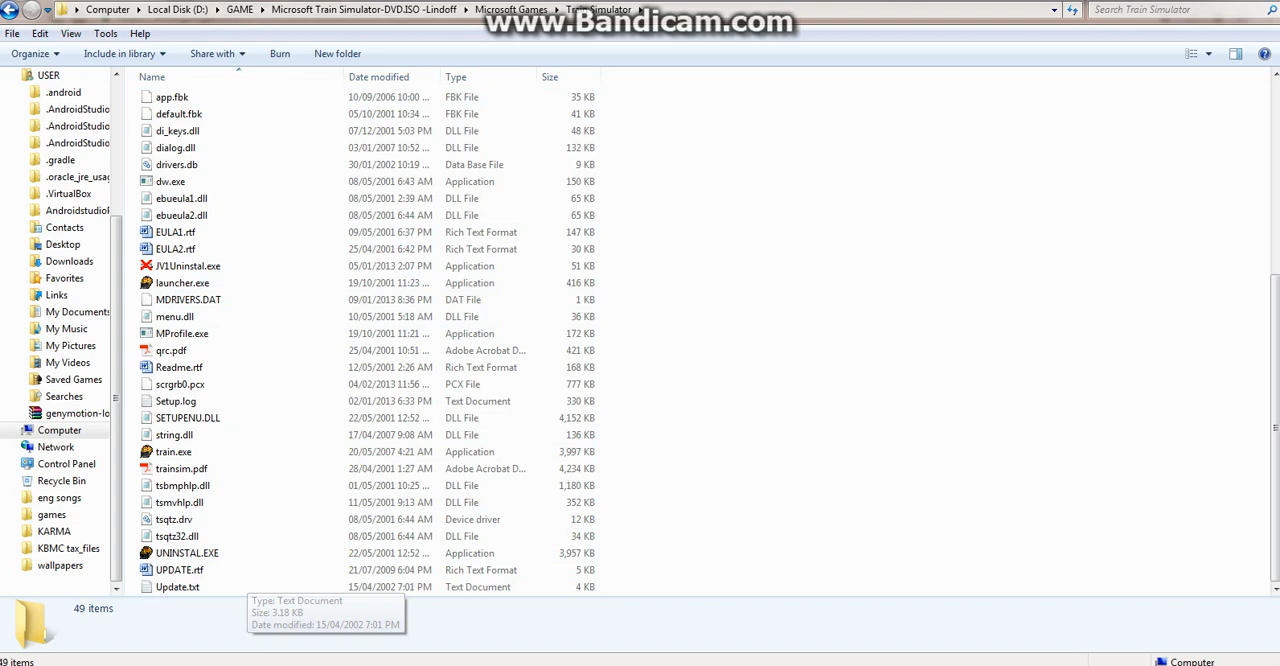 Computer ▸ Local Disk (D:) ▸ GAME ▸ Microsoft Train Simulator-DVD.ISO -Lindoff ▸ Microsoft Games ▸ Train Simulator ▸ Search Train Simulator
www.Bandicam.com
File Edit View Tools Help
Organize Include in library Share with Burn New folder
USER
.android
.AndroidStudio
.AndroidStudio
.AndroidStudio
.gradle
.oracle_jre_usag
.VirtualBox
AndroidstudioP
Contacts
Desktop
Downloads
Favorites
Links
My Documents
My Music
My Pictures
My Videos
Saved Games
Searches
genymotion-lo
Computer
Network
Control Panel
Recycle Bin
eng songs
games
KARMA
KBMC tax_files
wallpapers
Name Date modified Type Size
app.fbk 10/09/2006 10:00 ... FBK File 35 KB
default.fbk 05/10/2001 10:34 ... FBK File 41 KB
di_keys.dll 07/12/2001 5:03 PM DLL File 48 KB
dialog.dll 03/01/2007 10:52 ... DLL File 132 KB
drivers.db 30/01/2002 10:19 ... Data Base File 9 KB
dw.exe 08/05/2001 6:43 AM Application 150 KB
ebueula1.dll 08/05/2001 2:39 AM DLL File 65 KB
ebueula2.dll 08/05/2001 6:44 AM DLL File 65 KB
EULA1.rtf 09/05/2001 6:37 PM Rich Text Format 147 KB
EULA2.rtf 25/04/2001 6:42 PM Rich Text Format 30 KB
JV1Uninstal.exe 05/01/2013 2:07 PM Application 51 KB
launcher.exe 19/10/2001 11:23 ... Application 416 KB
MDRIVERS.DAT 09/01/2013 8:36 PM DAT File 1 KB
menu.dll 10/05/2001 5:18 AM DLL File 36 KB
MProfile.exe 19/10/2001 11:21 ... Application 172 KB
qrc.pdf 25/04/2001 10:51 ... Adobe Acrobat D... 421 KB
Readme.rtf 12/05/2001 2:26 AM Rich Text Format 168 KB
scrgrb0.pcx 04/02/2013 11:56 ... PCX File 777 KB
Setup.log 02/01/2013 6:33 PM Text Document 330 KB
SETUPENU.DLL 22/05/2001 12:52 ... DLL File 4,152 KB
string.dll 17/04/2007 9:08 AM DLL File 136 KB
train.exe 20/05/2007 4:21 AM Application 3,997 KB
trainsim.pdf 28/04/2001 1:27 AM Adobe Acrobat D... 4,234 KB
tsbmphlp.dll 01/05/2001 10:25 ... DLL File 1,180 KB
tsmvhlp.dll 11/05/2001 9:13 AM DLL File 352 KB
tsqtz.drv 08/05/2001 6:44 AM Device driver 12 KB
tsqtz32.dll 08/05/2001 6:44 AM DLL File 34 KB
UNINSTAL.EXE 22/05/2001 12:52 ... Application 3,957 KB
UPDATE.rtf 21/07/2009 6:04 PM Rich Text Format 5 KB
Update.txt 15/04/2002 7:01 PM Text Document 4 KB
Type: Text Document
Size: 3.18 KB
Date modified: 15/04/2002 7:01 PM
49 items
49 items Computer